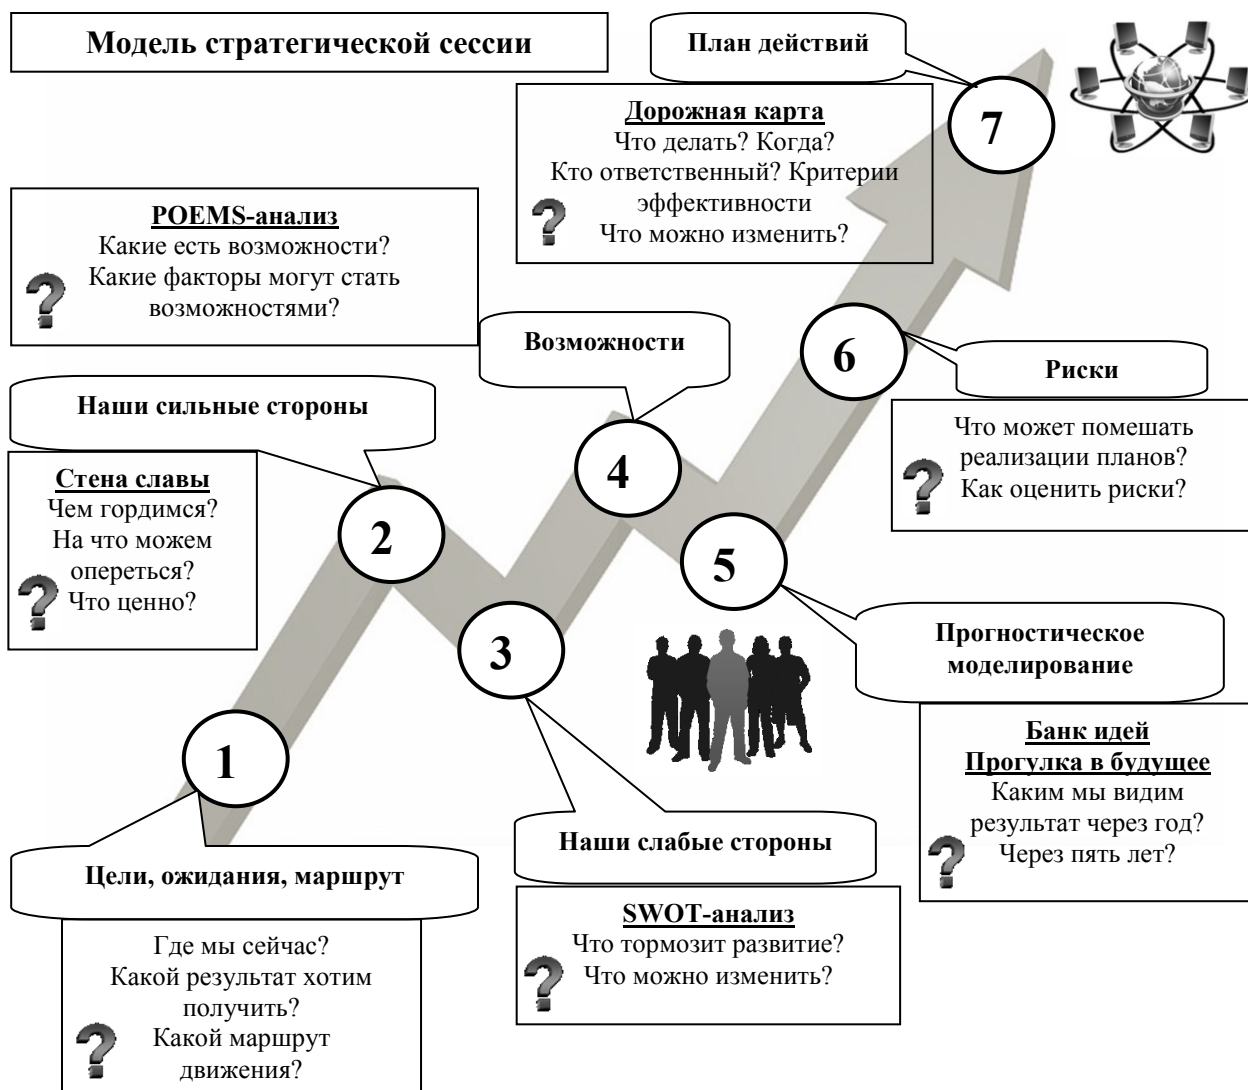 Модель стратегической сессии
План действий
7
Дорожная карта
Что делать? Когда?
Кто ответственный? Критерии
эффективности
Что можно изменить?
POEMS-анализ
Какие есть возможности?
Какие факторы могут стать
возможностями?
Возможности
4
6
Риски
Что может помешать
реализации планов?
Как оценить риски?
Наши сильные стороны
2
Стена славы
Чем гордимся?
На что можем
опереться?
Что ценно?
5
Прогностическое
моделирование
Банк идей
Прогулка в будущее
Каким мы видим
результат через год?
Через пять лет?
3
Наши слабые стороны
SWOT-анализ
Что тормозит развитие?
Что можно изменить?
1
Цели, ожидания, маршрут
Где мы сейчас?
Какой результат хотим
получить?
Какой маршрут
движения?